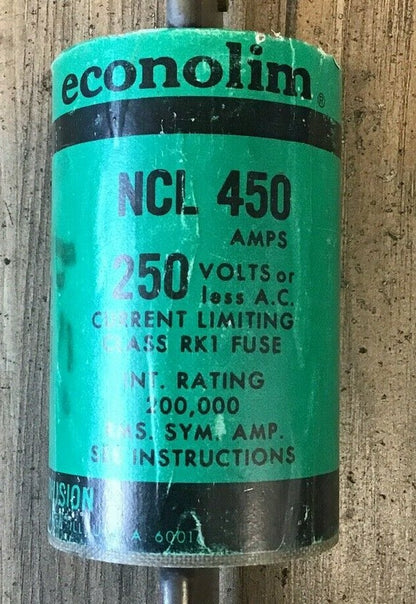 econolim®
NCL 450
AMPS
250 VOLTS or
less A.C.
CURRENT LIMITING
CLASS RK1 FUSE
INT. RATING
200,000
RMS. SYM. AMP.
SEE INSTRUCTIONS
A. 6001